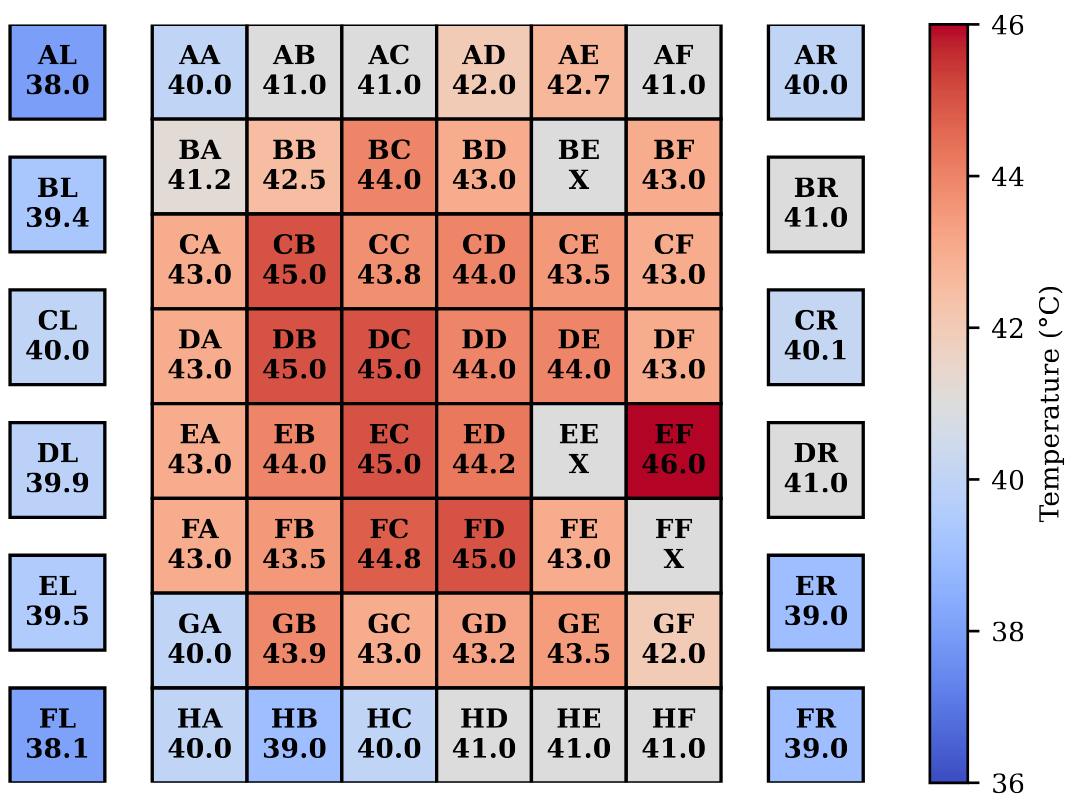 AL
38.0
BL
39.4
CL
40.0
DL
39.9
EL
39.5
FL
38.1
AA AB AC AD AE AF
40.0 41.0 41.0 42.0 42.7 41.0
BA BB BC BD BE BF
41.2 42.5 44.0 43.0 X 43.0
CA CB CC CD CE CF
43.0 45.0 43.8 44.0 43.5 43.0
DA DB DC DD DE DF
43.0 45.0 45.0 44.0 44.0 43.0
EA EB EC ED EE EF
43.0 44.0 45.0 44.2 X 46.0
FA FB FC FD FE FF
43.0 43.5 44.8 45.0 43.0 X
GA GB GC GD GE GF
40.0 43.9 43.0 43.2 43.5 42.0
HA HB HC HD HE HF
40.0 39.0 40.0 41.0 41.0 41.0
AR
40.0
BR
41.0
CR
40.1
DR
41.0
ER
39.0
FR
39.0
46
44
42
40
38
36
Temperature (°C)